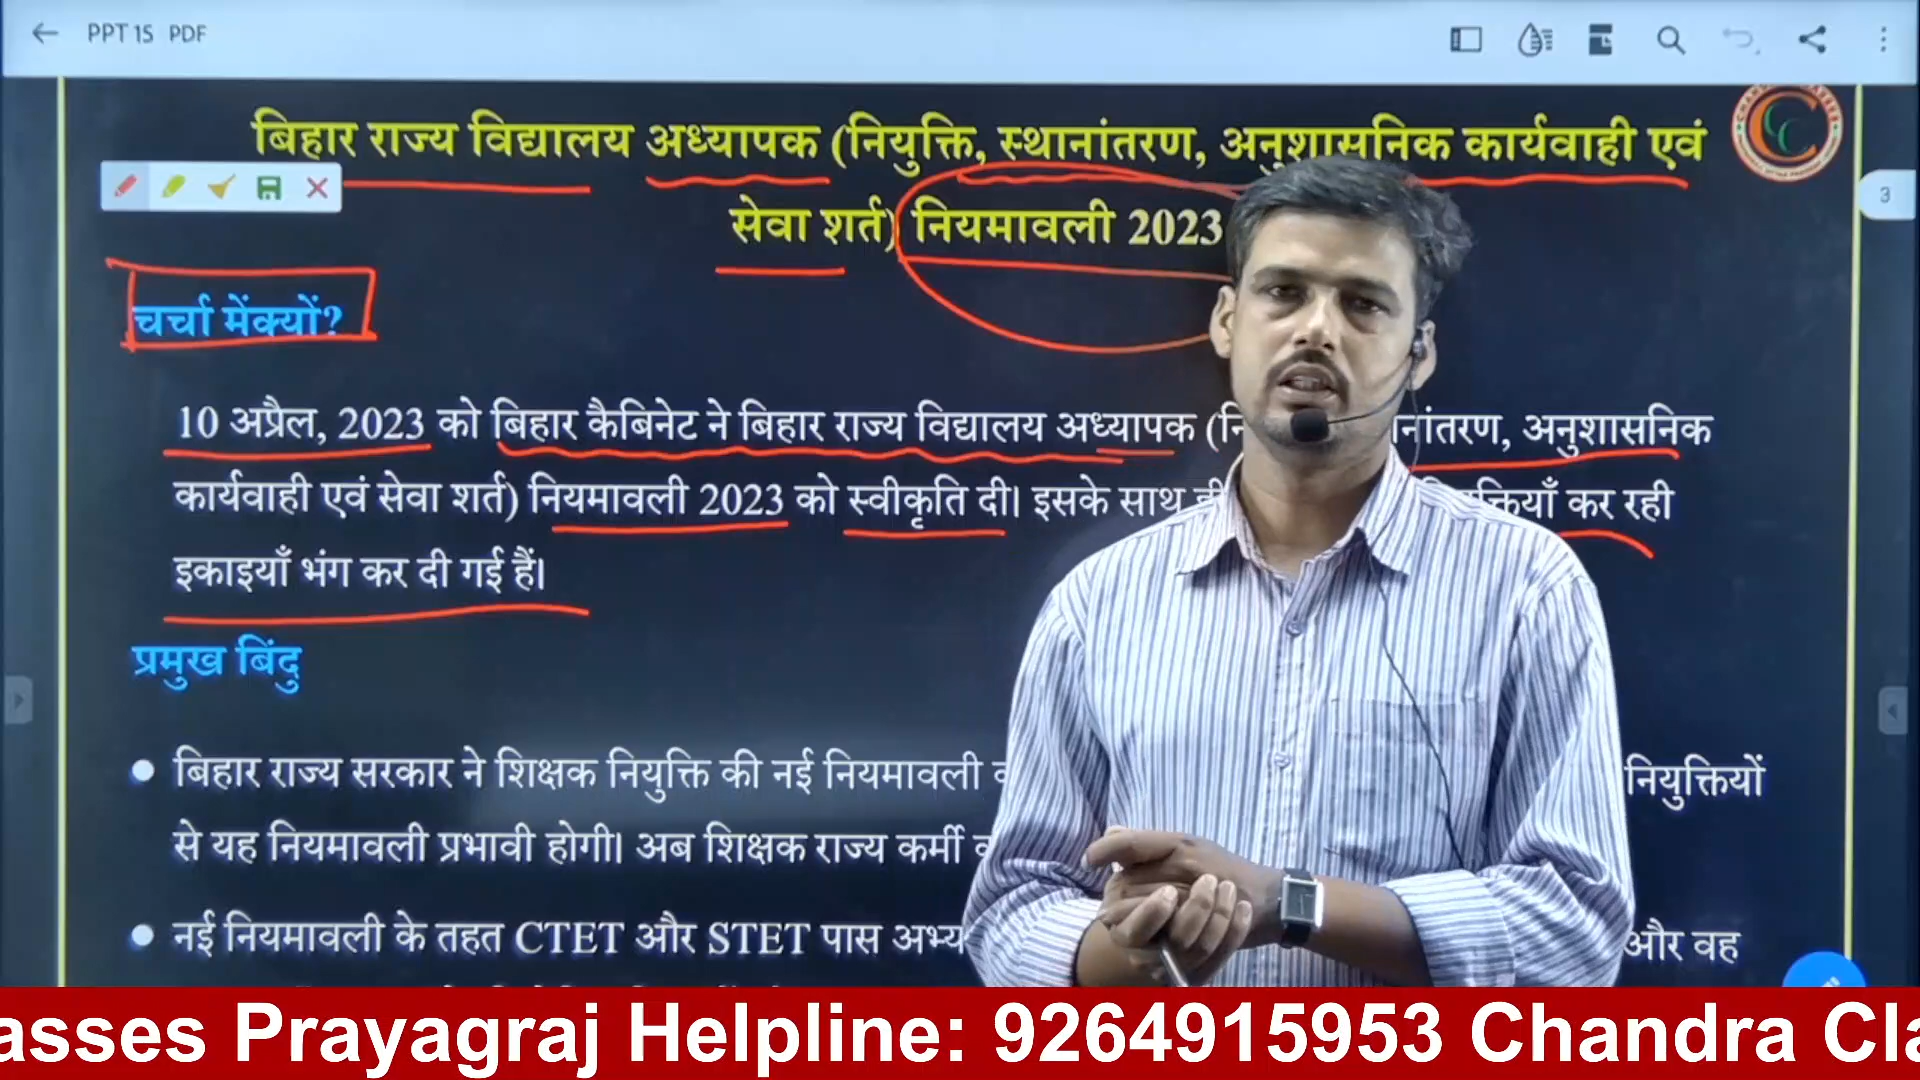 PPT 15 PDF
बिहार राज्य विद्यालय अध्यापक (नियुक्ति, स्थानांतरण, अनुशासनिक कार्यवाही एवं
सेवा शर्त) नियमावली 2023
3
चर्चा मेंक्यों?
10 अप्रैल, 2023 को बिहार कैबिनेट ने बिहार राज्य विद्यालय अध्यापक अनुशासनिक
कार्यवाही एवं सेवा शर्त) नियमावली 2023 को स्वीकृति दी। इसके साथ कर रही
इकाइयाँ भंग कर दी गई हैं।
प्रमुख बिंदु
बिहार राज्य सरकार ने शिक्षक नियुक्ति की नई नियमावली नियुक्तियों
से यह नियमावली प्रभावी होगी। अब शिक्षक राज्य कर्मी
नई नियमावली के तहत CTET और STET पास और वह
asses Prayagraj Helpline: 9264915953 Chandra Cla